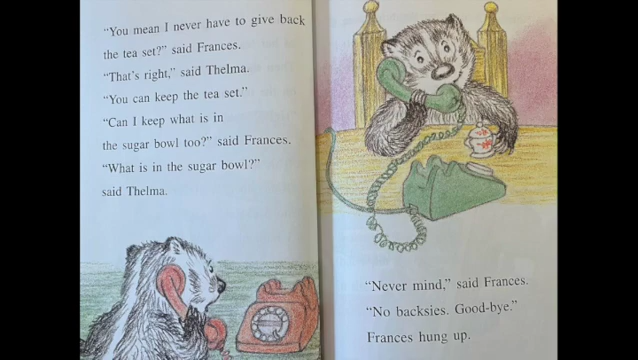 “You mean I never have to give back
the tea set?” said Frances.
“That's right,” said Thelma.
“You can keep the tea set.”
“Can I keep what is in
the sugar bowl too?” said Frances.
“What is in the sugar bowl?”
said Thelma.
“Never mind,” said Frances.
“No backsies. Good-bye.”
Frances hung up.